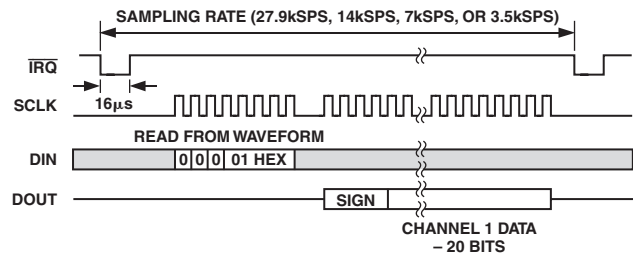 SAMPLING RATE (27.9kSPS, 14kSPS, 7kSPS, OR 3.5kSPS)
IRQ
16μs
SCLK
READ FROM WAVEFORM
DIN
0 0 0 01 HEX
DOUT
SIGN
CHANNEL 1 DATA
– 20 BITS